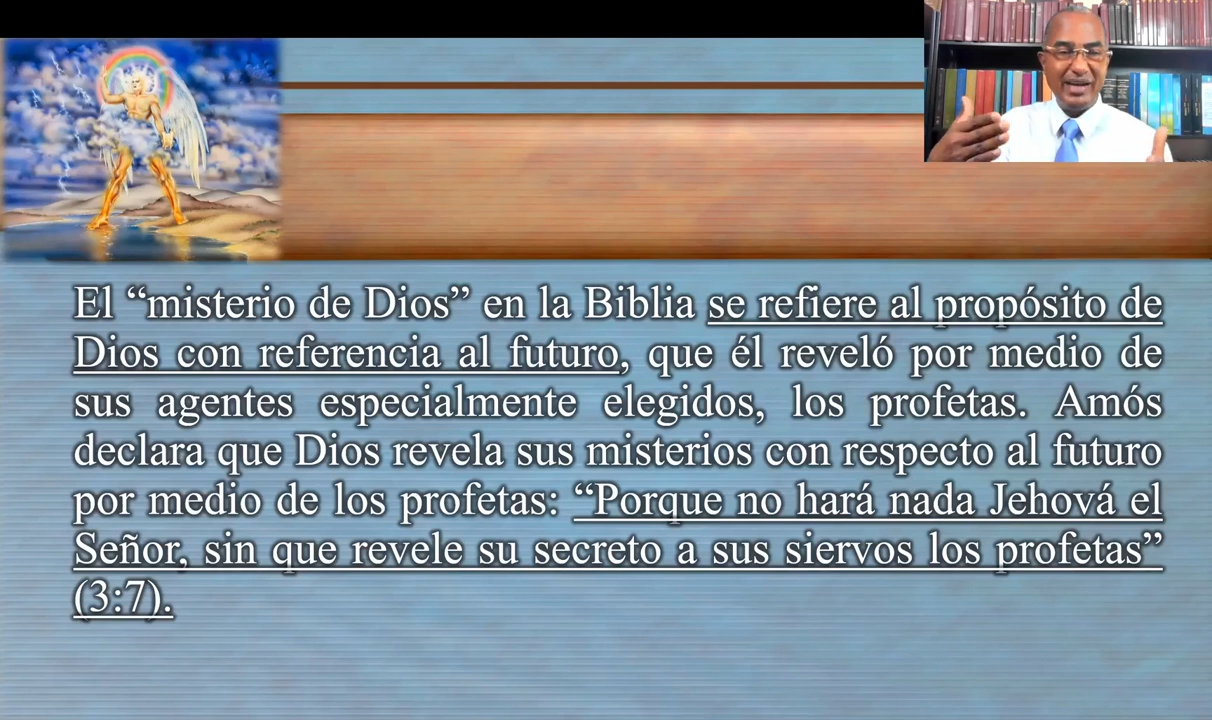 El “misterio de Dios” en la Biblia se refiere al propósito de
Dios con referencia al futuro, que él reveló por medio de
sus agentes especialmente elegidos, los profetas. Amós
declara que Dios revela sus misterios con respecto al futuro
por medio de los profetas: “Porque no hará nada Jehová el
Señor, sin que revele su secreto a sus siervos los profetas”
(3:7).